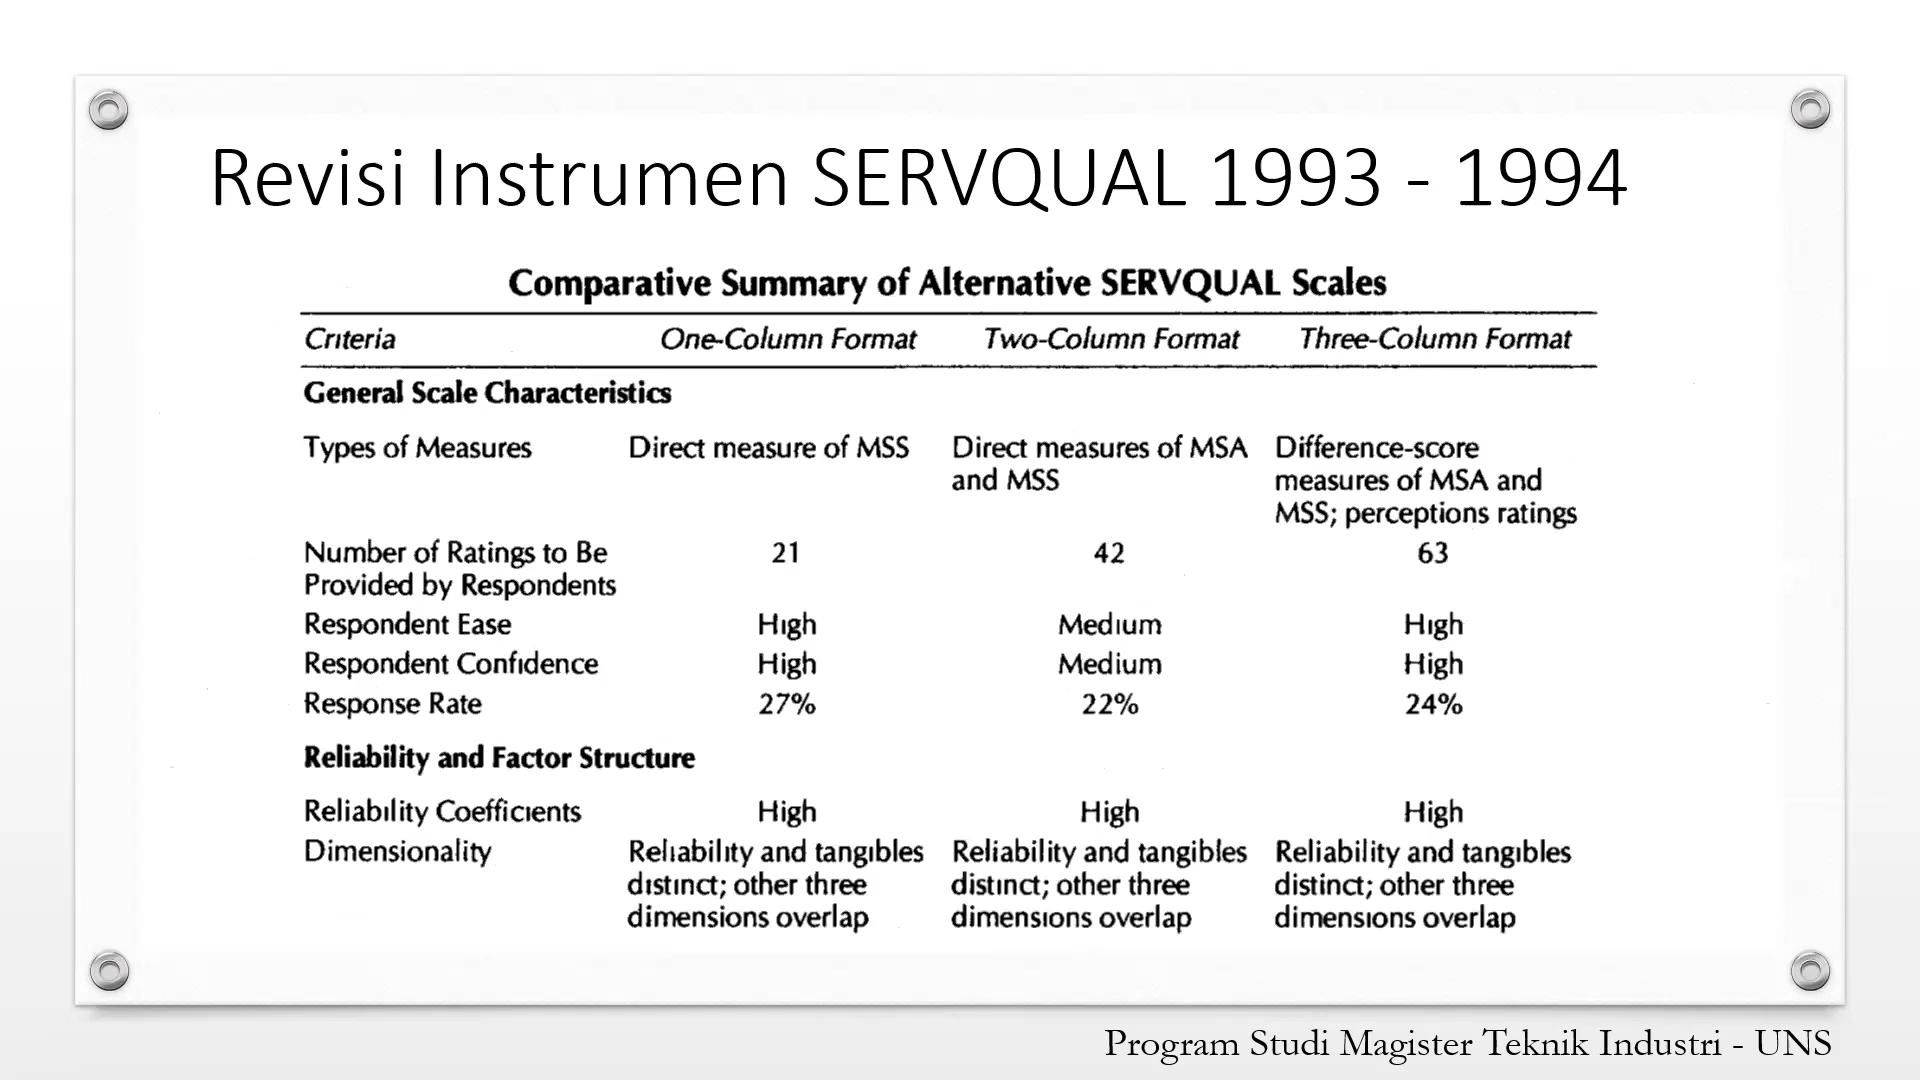 Revisi Instrumen SERVQUAL 1993 - 1994
Comparative Summary of Alternative SERVQUAL Scales
Criteria One-Column Format Two-Column Format Three-Column Format
General Scale Characteristics
Types of Measures Direct measure of MSS Direct measures of MSA Difference-score
and MSS measures of MSA and
MSS; perceptions ratings
Number of Ratings to Be 21 42 63
Provided by Respondents
Respondent Ease High Medium High
Respondent Confidence High Medium High
Response Rate 27% 22% 24%
Reliability and Factor Structure
Reliability Coefficients High High High
Dimensionality Reliability and tangibles Reliability and tangibles Reliability and tangibles
distinct; other three distinct; other three distinct; other three
dimensions overlap dimensions overlap dimensions overlap
Program Studi Magister Teknik Industri - UNS